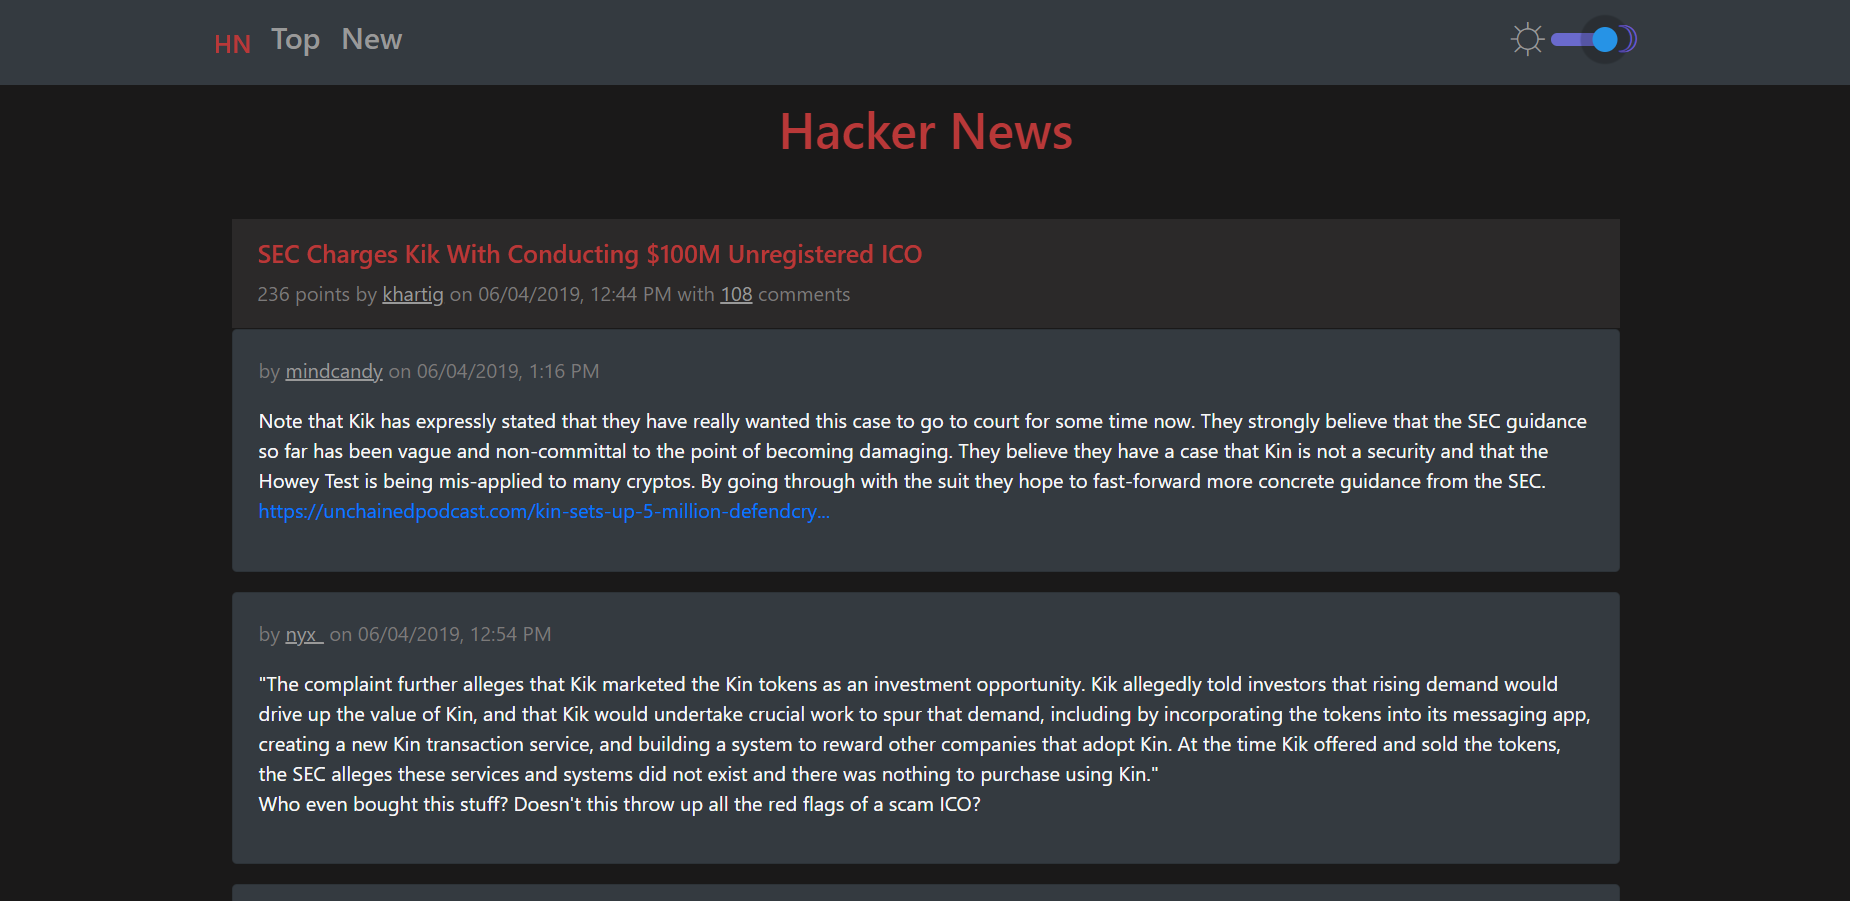 HN Top New
Hacker News
SEC Charges Kik With Conducting $100M Unregistered ICO
236 points by khartig on 06/04/2019, 12:44 PM with 108 comments
by mindcandy on 06/04/2019, 1:16 PM
Note that Kik has expressly stated that they have really wanted this case to go to court for some time now. They strongly believe that the SEC guidance
so far has been vague and non-committal to the point of becoming damaging. They believe they have a case that Kin is not a security and that the
Howey Test is being mis-applied to many cryptos. By going through with the suit they hope to fast-forward more concrete guidance from the SEC.
https://unchainedpodcast.com/kin-sets-up-5-million-defendcry...
by nyx_ on 06/04/2019, 12:54 PM
"The complaint further alleges that Kik marketed the Kin tokens as an investment opportunity. Kik allegedly told investors that rising demand would
drive up the value of Kin, and that Kik would undertake crucial work to spur that demand, including by incorporating the tokens into its messaging app,
creating a new Kin transaction service, and building a system to reward other companies that adopt Kin. At the time Kik offered and sold the tokens,
the SEC alleges these services and systems did not exist and there was nothing to purchase using Kin."
Who even bought this stuff? Doesn't this throw up all the red flags of a scam ICO?